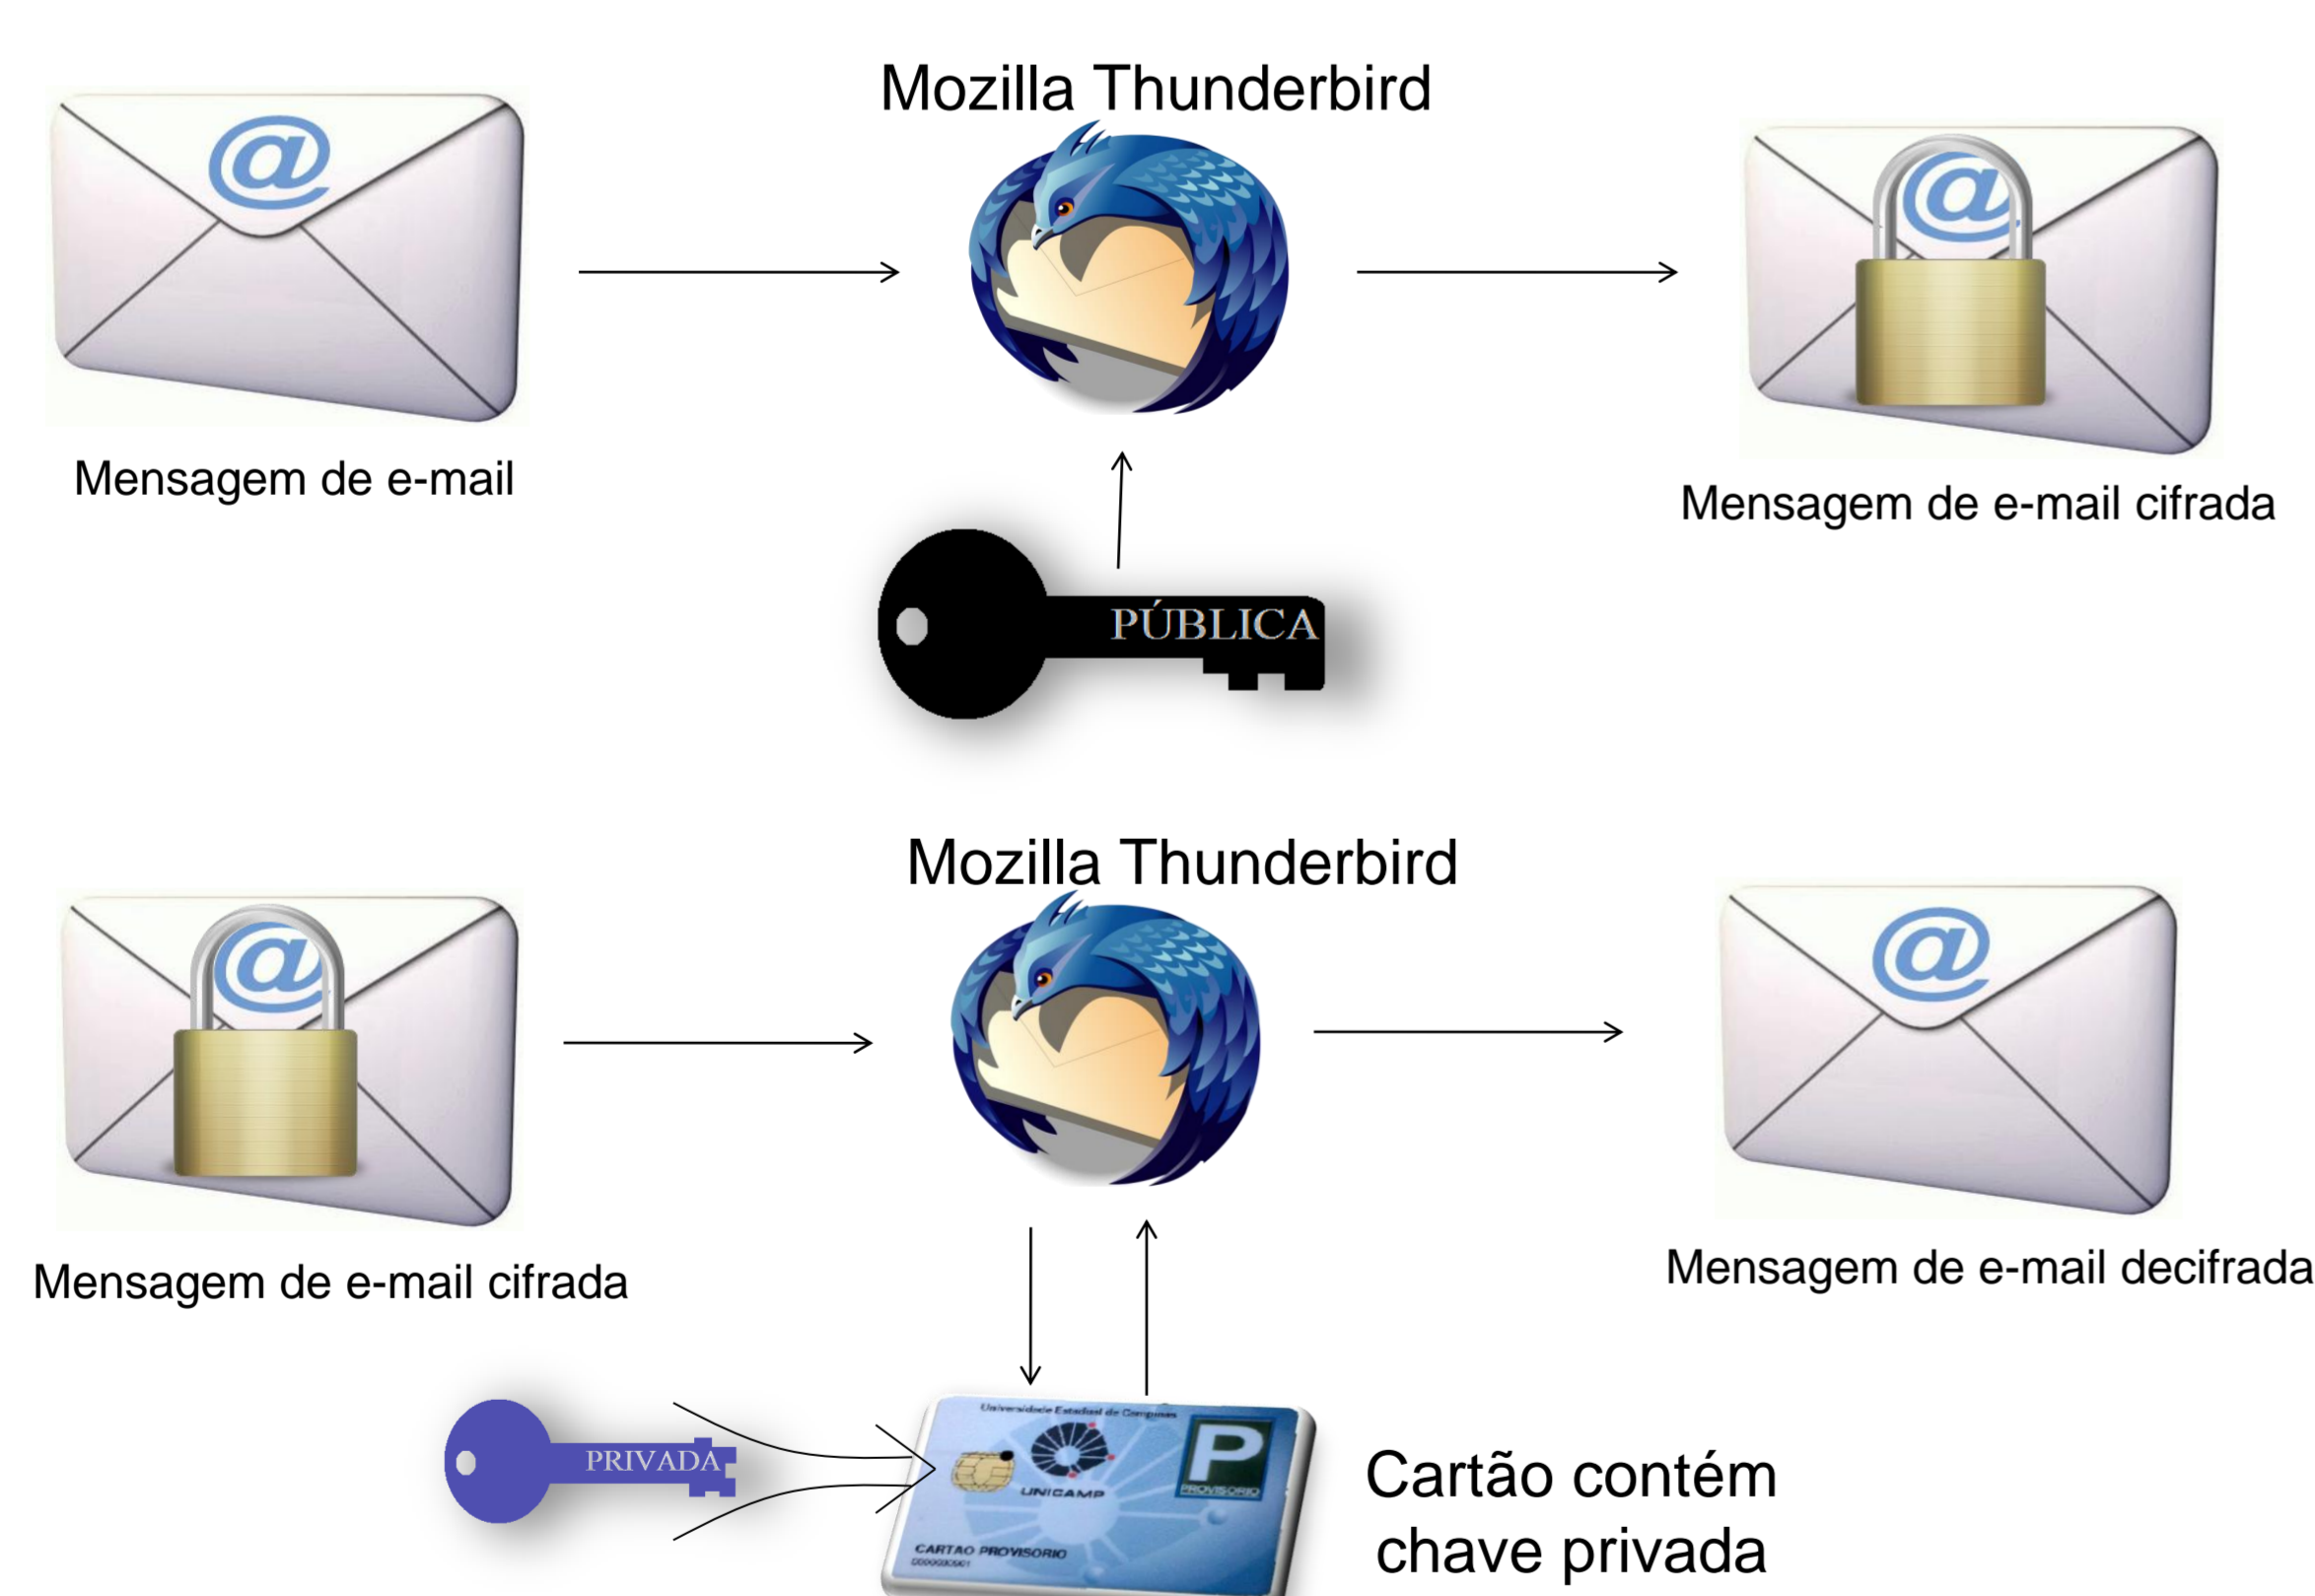 Mozilla Thunderbird
Mensagem de e-mail
Mensagem de e-mail cifrada
PÚBLICA
Mozilla Thunderbird
Mensagem de e-mail cifrada
Mensagem de e-mail decifrada
PRIVADA
Universidade Estadual de Campinas
P
PROVISORIO
UNICAMP
CARTAO PROVISORIO
Cartão contém
chave privada